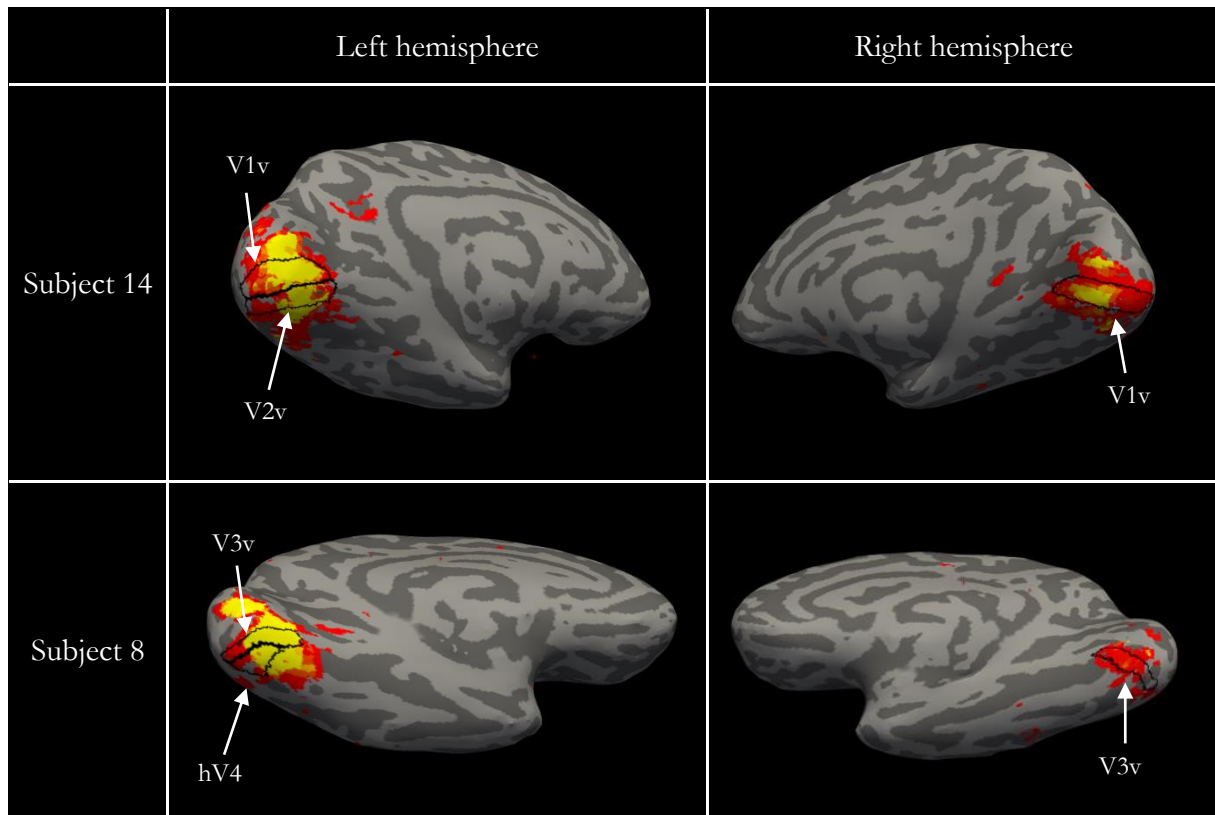 Left hemisphere
Right hemisphere
Subject 14
V1v
V2v
V1v
Subject 8
V3v
hV4
V3v